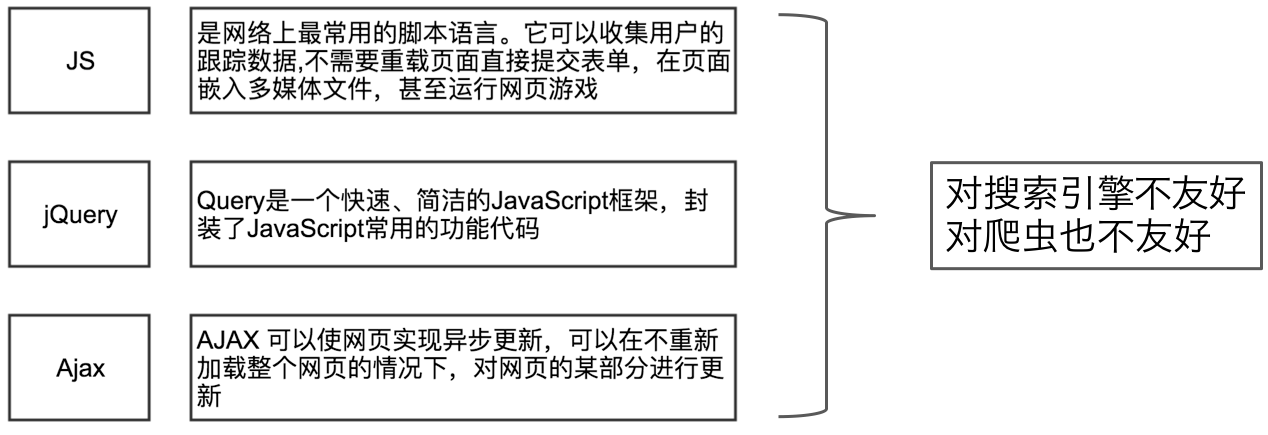 JS
是网络上最常用的脚本语言。它可以收集用户的
跟踪数据,不需要重载页面直接提交表单，在页面
嵌入多媒体文件，甚至运行网页游戏
jQuery
Query是一个快速、简洁的JavaScript框架，封
装了JavaScript常用的功能代码
Ajax
AJAX 可以使网页实现异步更新，可以在不重新
加载整个网页的情况下，对网页的某部分进行更
新
对搜索引擎不友好
对爬虫也不友好